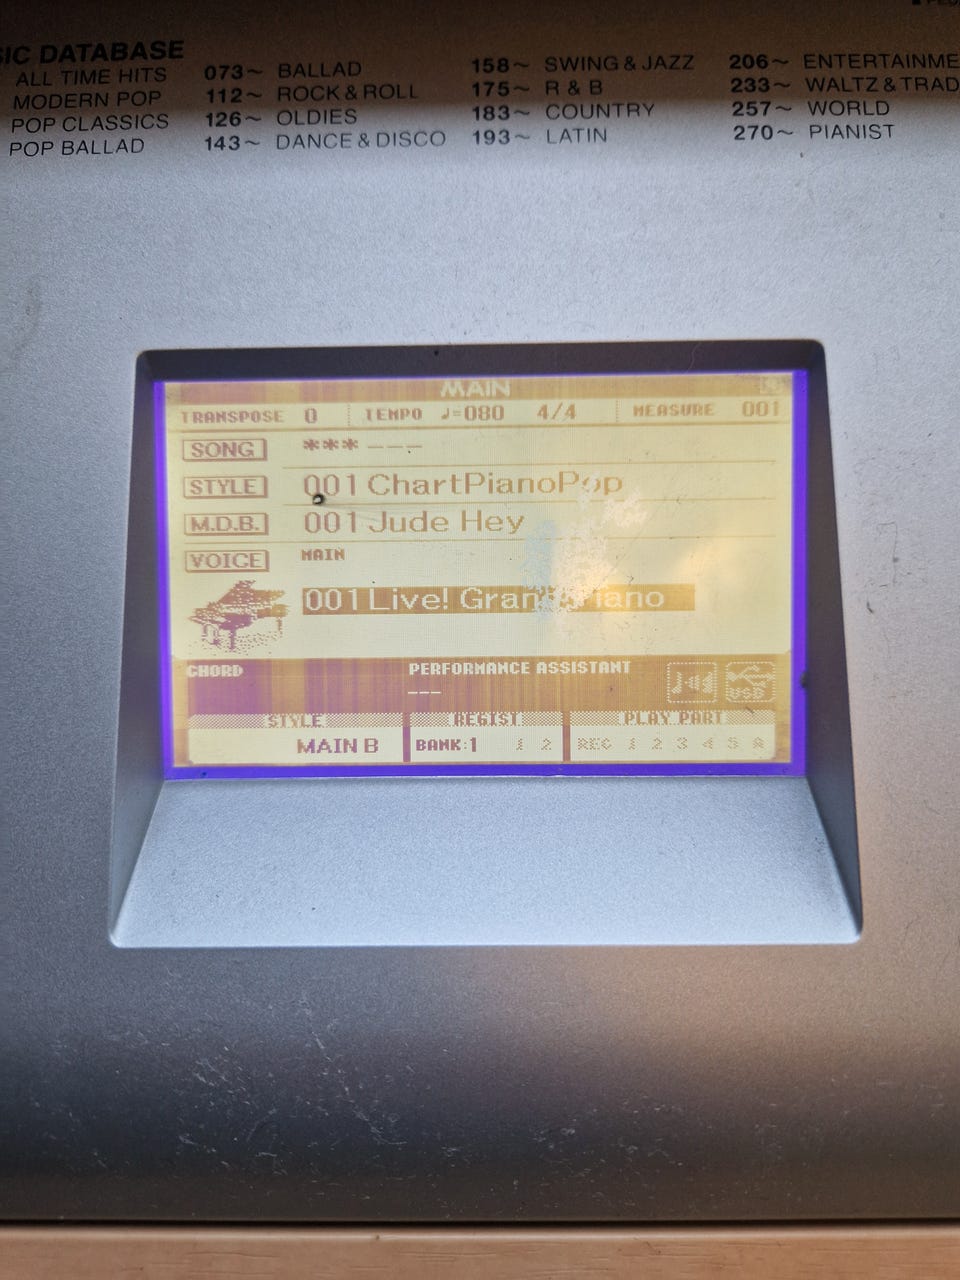 SIC DATABASE
ALL TIME HITS 073~ BALLAD 158~ SWING & JAZZ 206~ ENTERTAINME
MODERN POP 112~ ROCK & ROLL 175~ R & B 233~ WALTZ & TRAD
POP CLASSICS 126~ OLDIES 183~ COUNTRY 257~ WORLD
POP BALLAD 143~ DANCE & DISCO 193~ LATIN 270~ PIANIST
MAIN
TRANSPOSE 0 TEMPO ♩=080 4/4 MEASURE 001
SONG ***---
STYLE 001 ChartPianoPop
M.D.B. 001 Jude Hey
VOICE MAIN
001 Live! Grand Piano
CHORD PERFORMANCE ASSISTANT
--- USB
STYLE REGIST PLAY PART
MAIN B BANK:1 1 2 REC 1 2 3 4 5 A